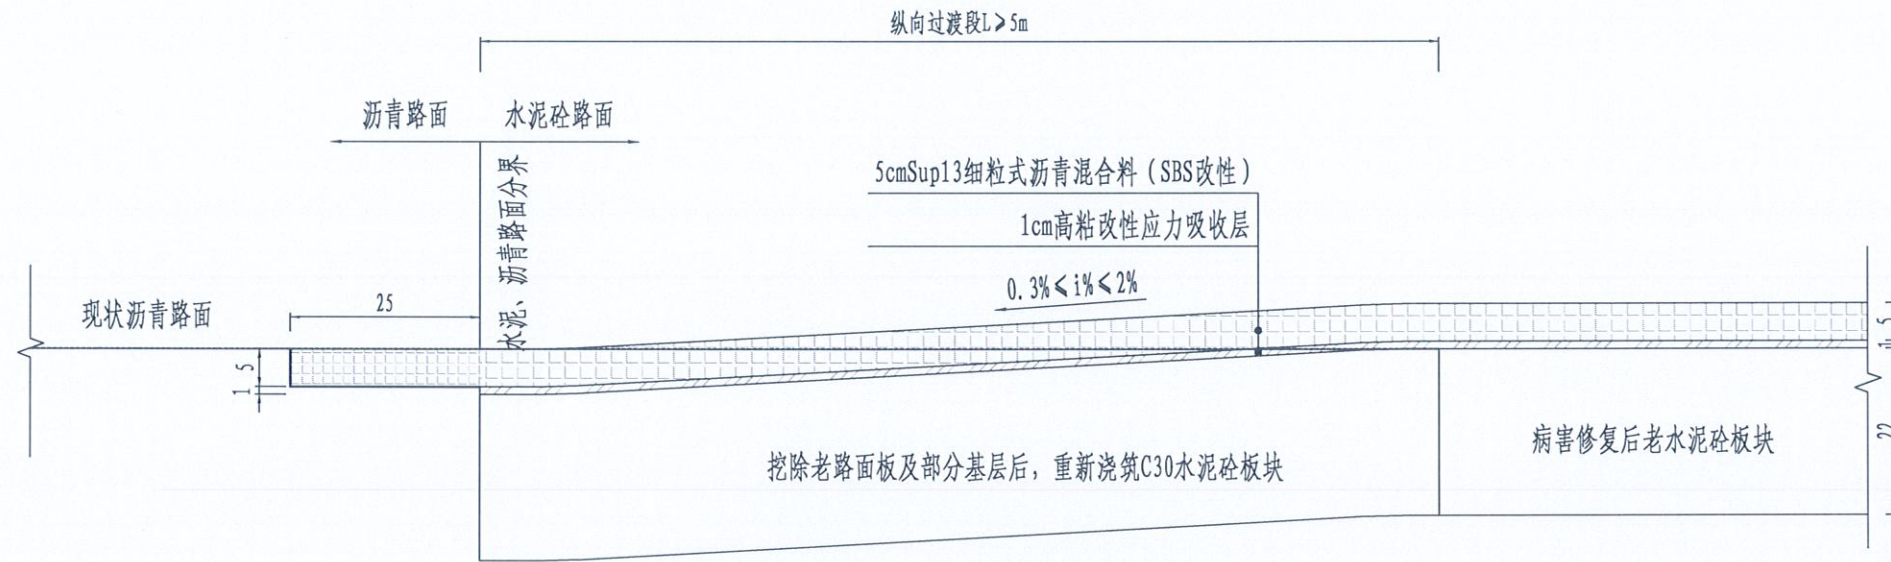 纵向过渡段L≥5m
沥青路面
水泥砼路面
水泥、沥青路面分界
5cmSup13细粒式沥青混合料（SBS改性）
1cm高粘改性应力吸收层
0.3%≤i%≤2%
现状沥青路面
25
1 5
1 5
挖除老路面板及部分基层后，重新浇筑C30水泥砼板块
病害修复后老水泥砼板块